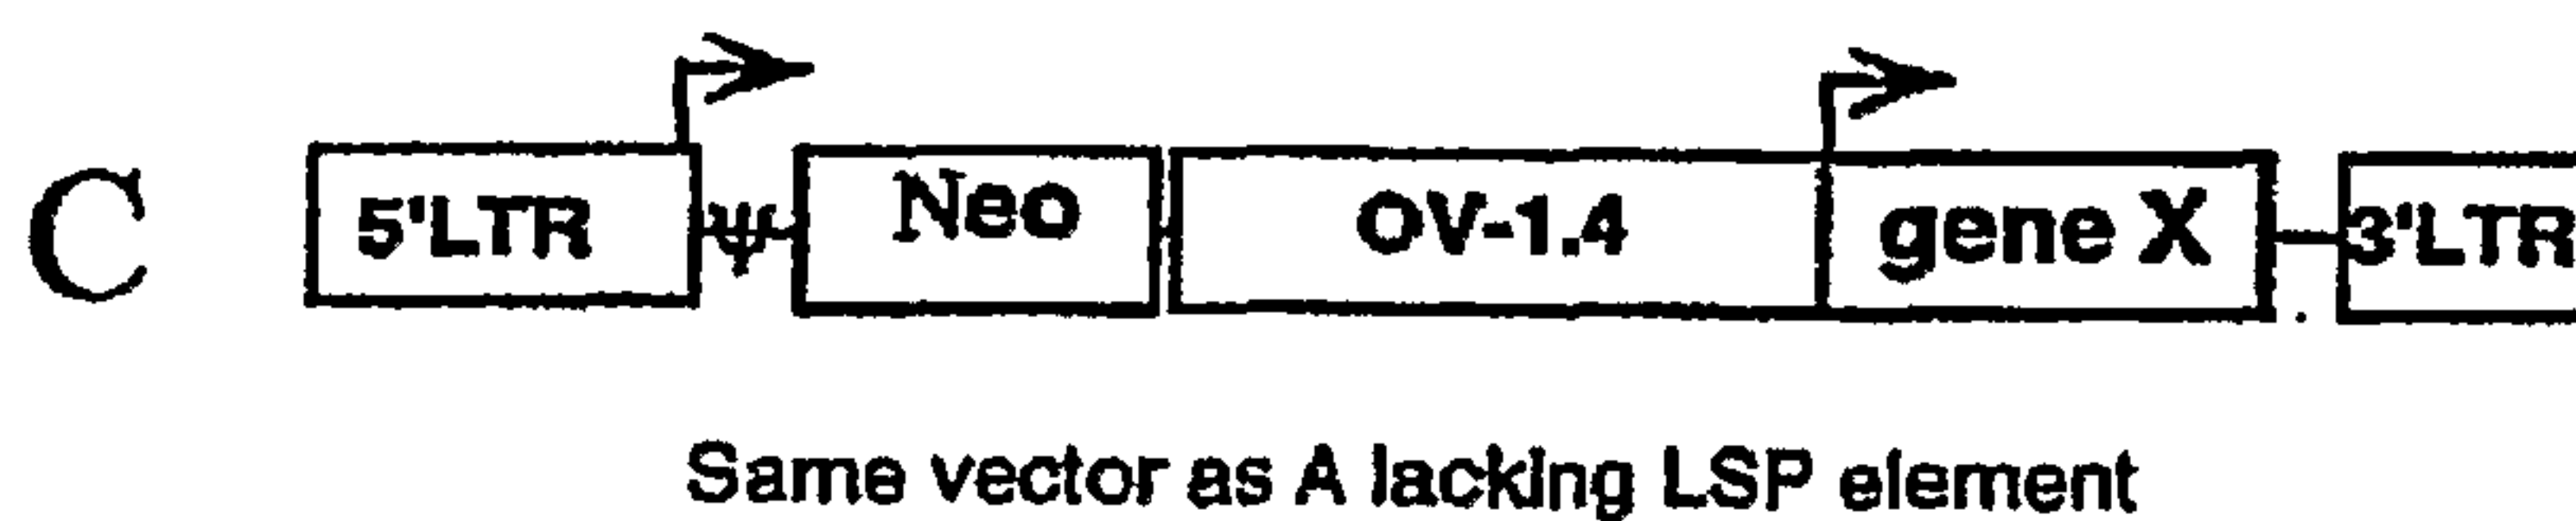 C 5'LTR ψ Neo OV-1.4 gene X 3'LTR
Same vector as A lacking LSP element